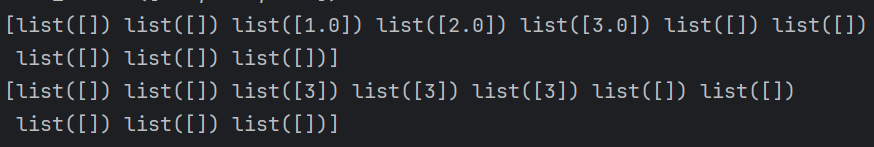 [list([]) list([]) list([1.0]) list([2.0]) list([3.0]) list([]) list([])
 list([]) list([]) list([])]
[list([]) list([]) list([3]) list([3]) list([3]) list([]) list([])
 list([]) list([]) list([])]